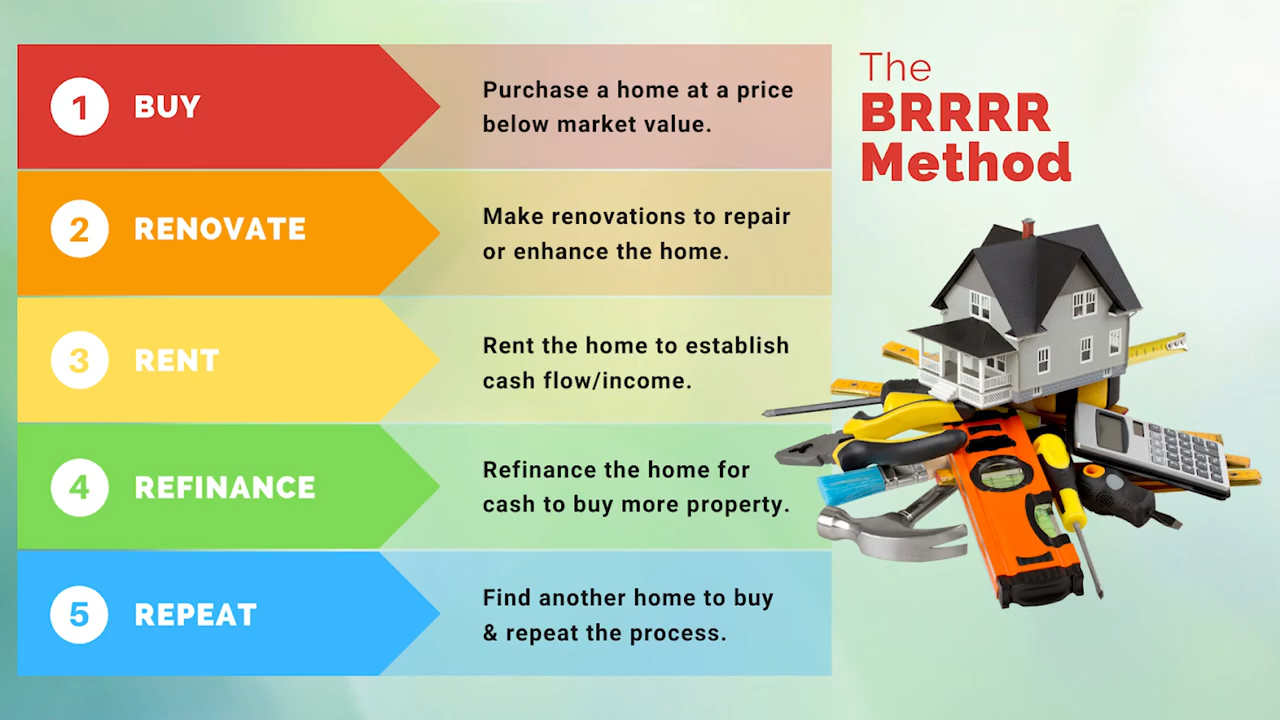 The
BRRRR
Method
1
BUY
Purchase a home at a price
below market value.
2
RENOVATE
Make renovations to repair
or enhance the home.
3
RENT
Rent the home to establish
cash flow/income.
4
REFINANCE
Refinance the home for
cash to buy more property.
5
REPEAT
Find another home to buy
& repeat the process.